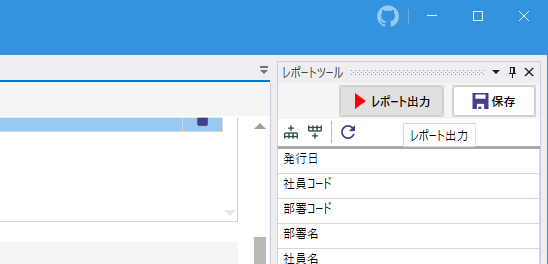 レポートツール
レポート出力
保存
レポート出力
発行日
社員コード
部署コード
部署名
社員名